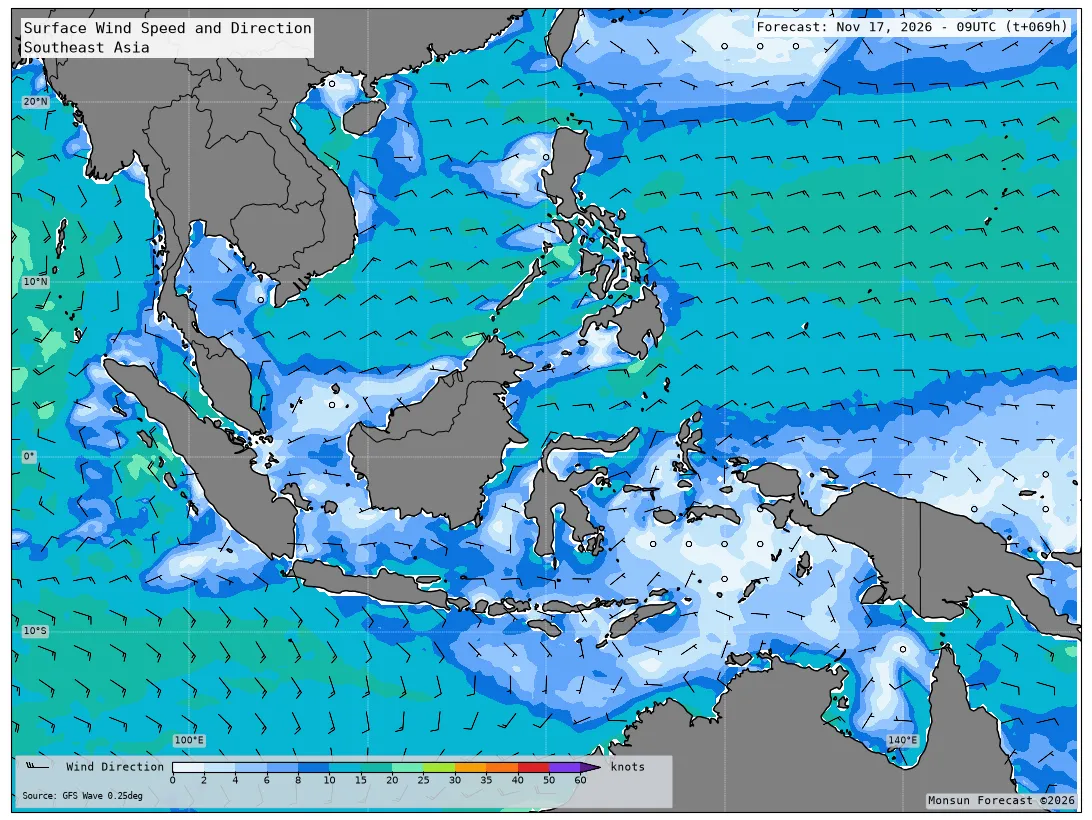 Surface Wind Speed and Direction
Southeast Asia
Forecast: Nov 17, 2026 - 09UTC (t+069h)
20°N
10°N
0°
10°S
100°E
140°E
Wind Direction
0 2 4 6 8 10 15 20 25 30 35 40 50 60
knots
Source: GFS Wave 0.25deg
Monsun Forecast ©2026